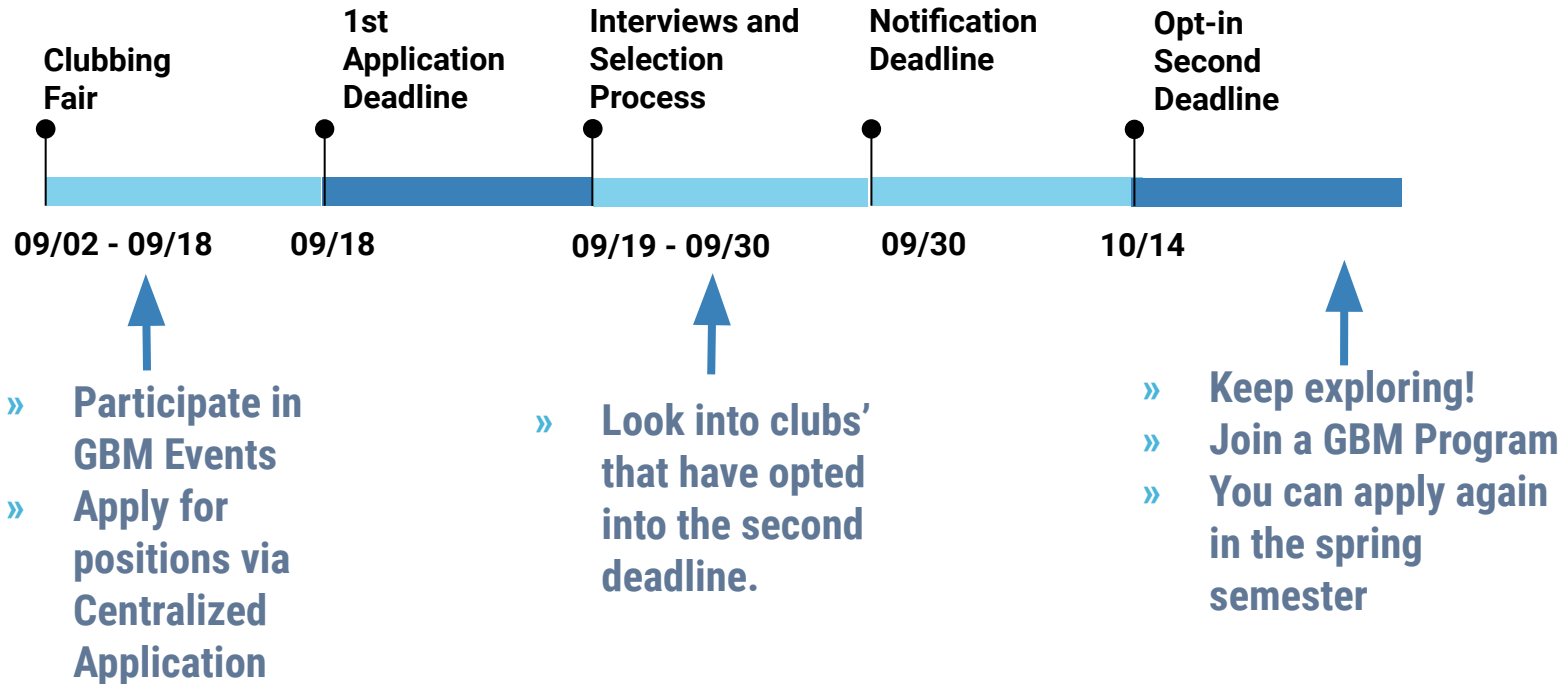 Clubbing
Fair
1st
Application
Deadline
Interviews and
Selection
Process
Notification
Deadline
Opt-in
Second
Deadline
09/02 - 09/18
09/18
09/19 - 09/30
09/30
10/14
» Participate in
GBM Events
» Apply for
positions via
Centralized
Application
» Look into clubs’
that have opted
into the second
deadline.
» Keep exploring!
» Join a GBM Program
» You can apply again
in the spring
semester